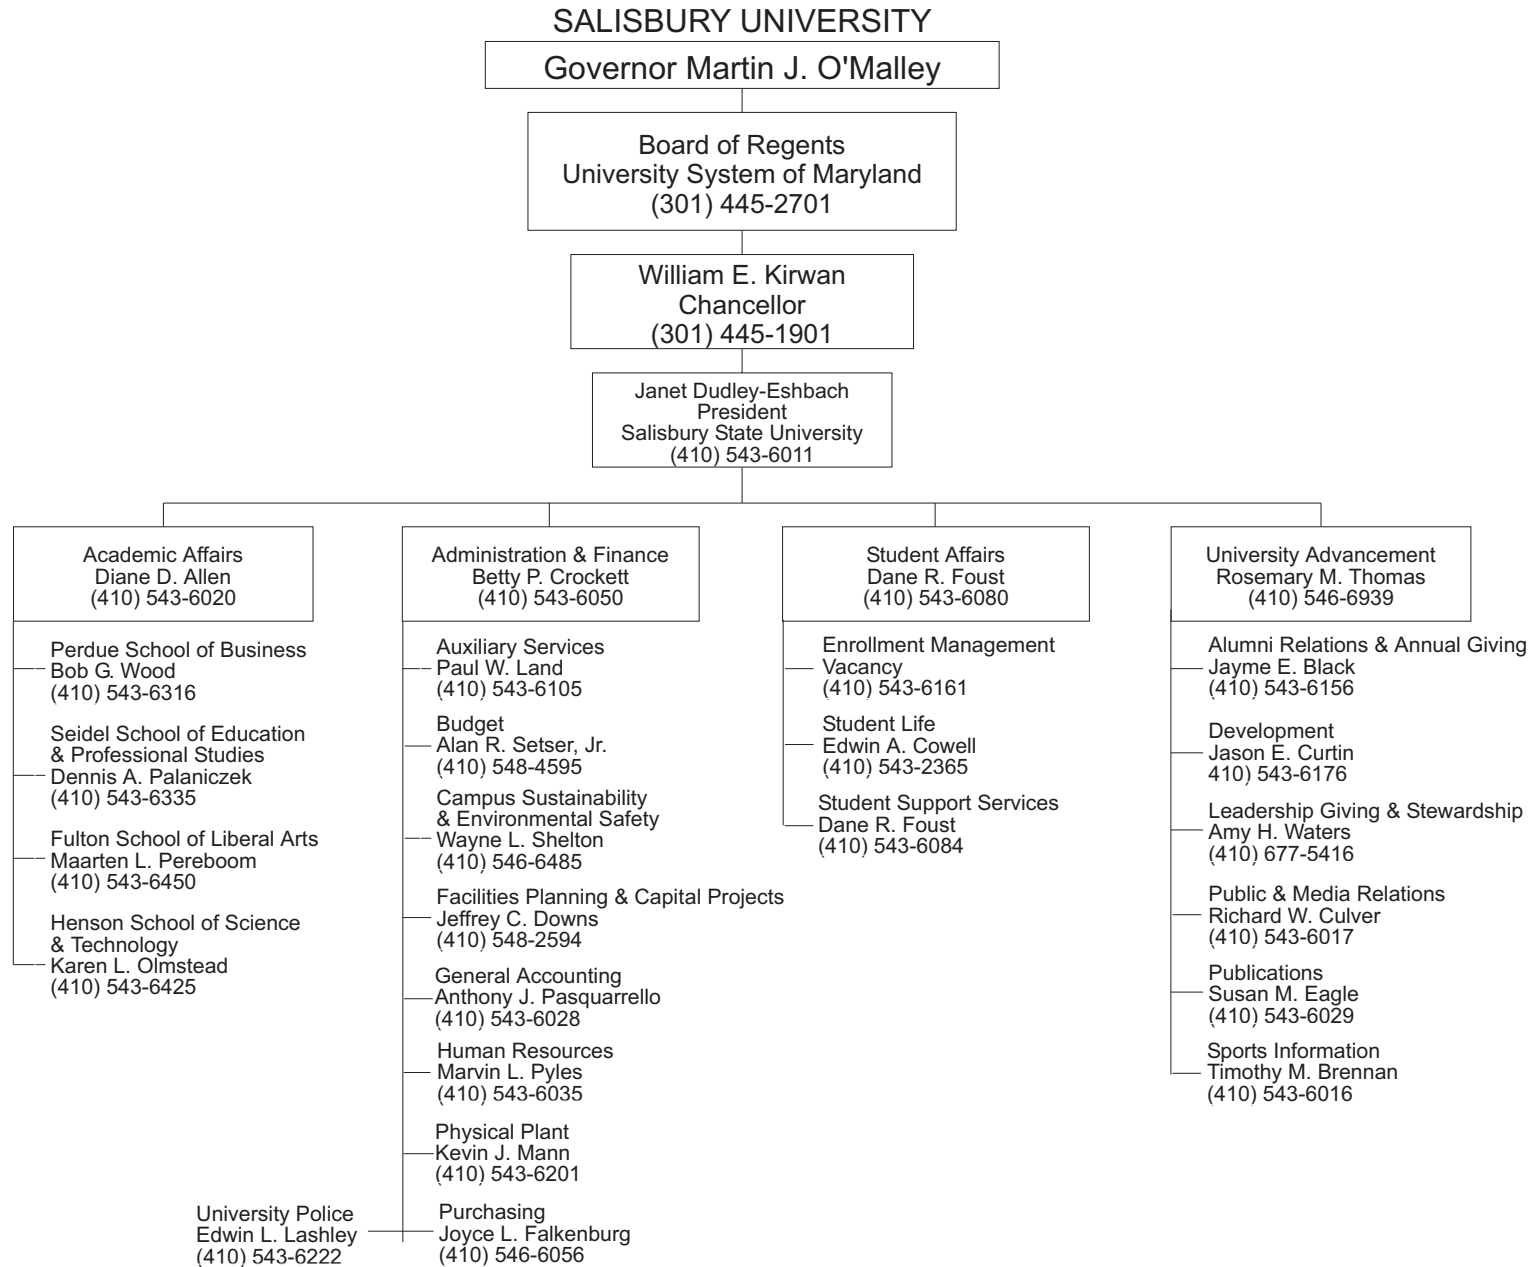 SALISBURY UNIVERSITY
Governor Martin J. O'Malley
Board of Regents
University System of Maryland
(301) 445-2701
William E. Kirwan
Chancellor
(301) 445-1901
Janet Dudley-Eshbach
President
Salisbury State University
(410) 543-6011
Academic Affairs
Diane D. Allen
(410) 543-6020
Perdue School of Business
Bob G. Wood
(410) 543-6316
Seidel School of Education
& Professional Studies
Dennis A. Palaniczek
(410) 543-6335
Fulton School of Liberal Arts
Maarten L. Pereboom
(410) 543-6450
Henson School of Science
& Technology
Karen L. Olmstead
(410) 543-6425
Administration & Finance
Betty P. Crockett
(410) 543-6050
Auxiliary Services
Paul W. Land
(410) 543-6105
Budget
Alan R. Setser, Jr.
(410) 548-4595
Campus Sustainability
& Environmental Safety
Wayne L. Shelton
(410) 546-6485
Facilities Planning & Capital Projects
Jeffrey C. Downs
(410) 548-2594
General Accounting
Anthony J. Pasquarrello
(410) 543-6028
Human Resources
Marvin L. Pyles
(410) 543-6035
Physical Plant
Kevin J. Mann
(410) 543-6201
University Police
Edwin L. Lashley
(410) 543-6222
Purchasing
Joyce L. Falkenburg
(410) 546-6056
Student Affairs
Dane R. Foust
(410) 543-6080
Enrollment Management
Vacancy
(410) 543-6161
Student Life
Edwin A. Cowell
(410) 543-2365
Student Support Services
Dane R. Foust
(410) 543-6084
University Advancement
Rosemary M. Thomas
(410) 546-6939
Alumni Relations & Annual Giving
Jayme E. Black
(410) 543-6156
Development
Jason E. Curtin
410) 543-6176
Leadership Giving & Stewardship
Amy H. Waters
(410) 677-5416
Public & Media Relations
Richard W. Culver
(410) 543-6017
Publications
Susan M. Eagle
(410) 543-6029
Sports Information
Timothy M. Brennan
(410) 543-6016